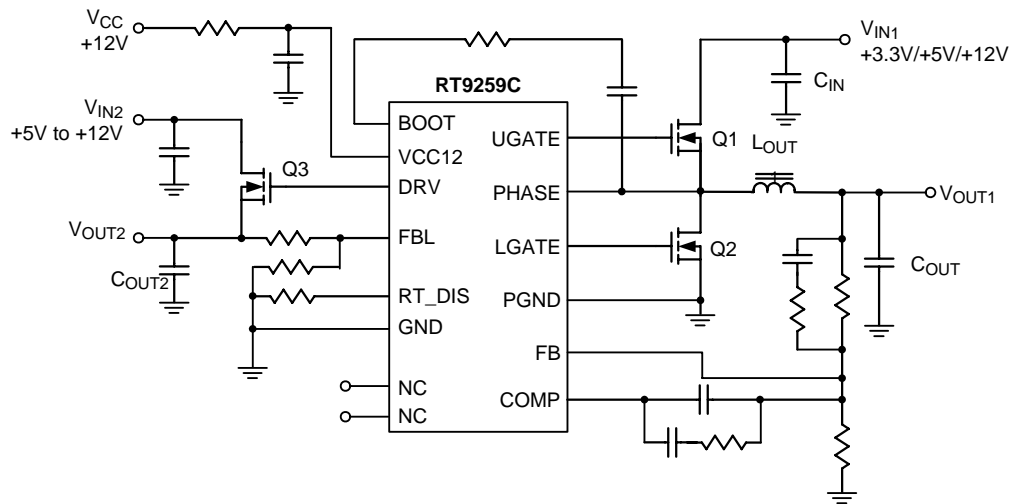 VCC
+12V
VIN1
+3.3V/+5V/+12V
CIN
RT9259C
VIN2
+5V to +12V
BOOT
UGATE
Q1
LOUT
VCC12
Q3
DRV
PHASE
VOUT1
VOUT2
FBL
LGATE
Q2
COUT2
COUT
RT_DIS
PGND
GND
FB
NC
COMP
NC